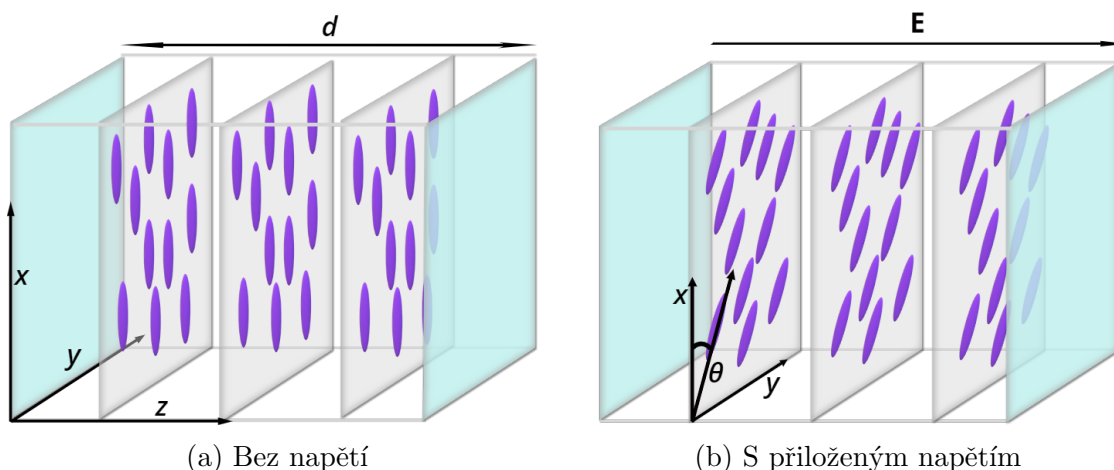 d
E
x
y
z
x
y
θ
(a) Bez napětí
(b) S přiloženým napětím